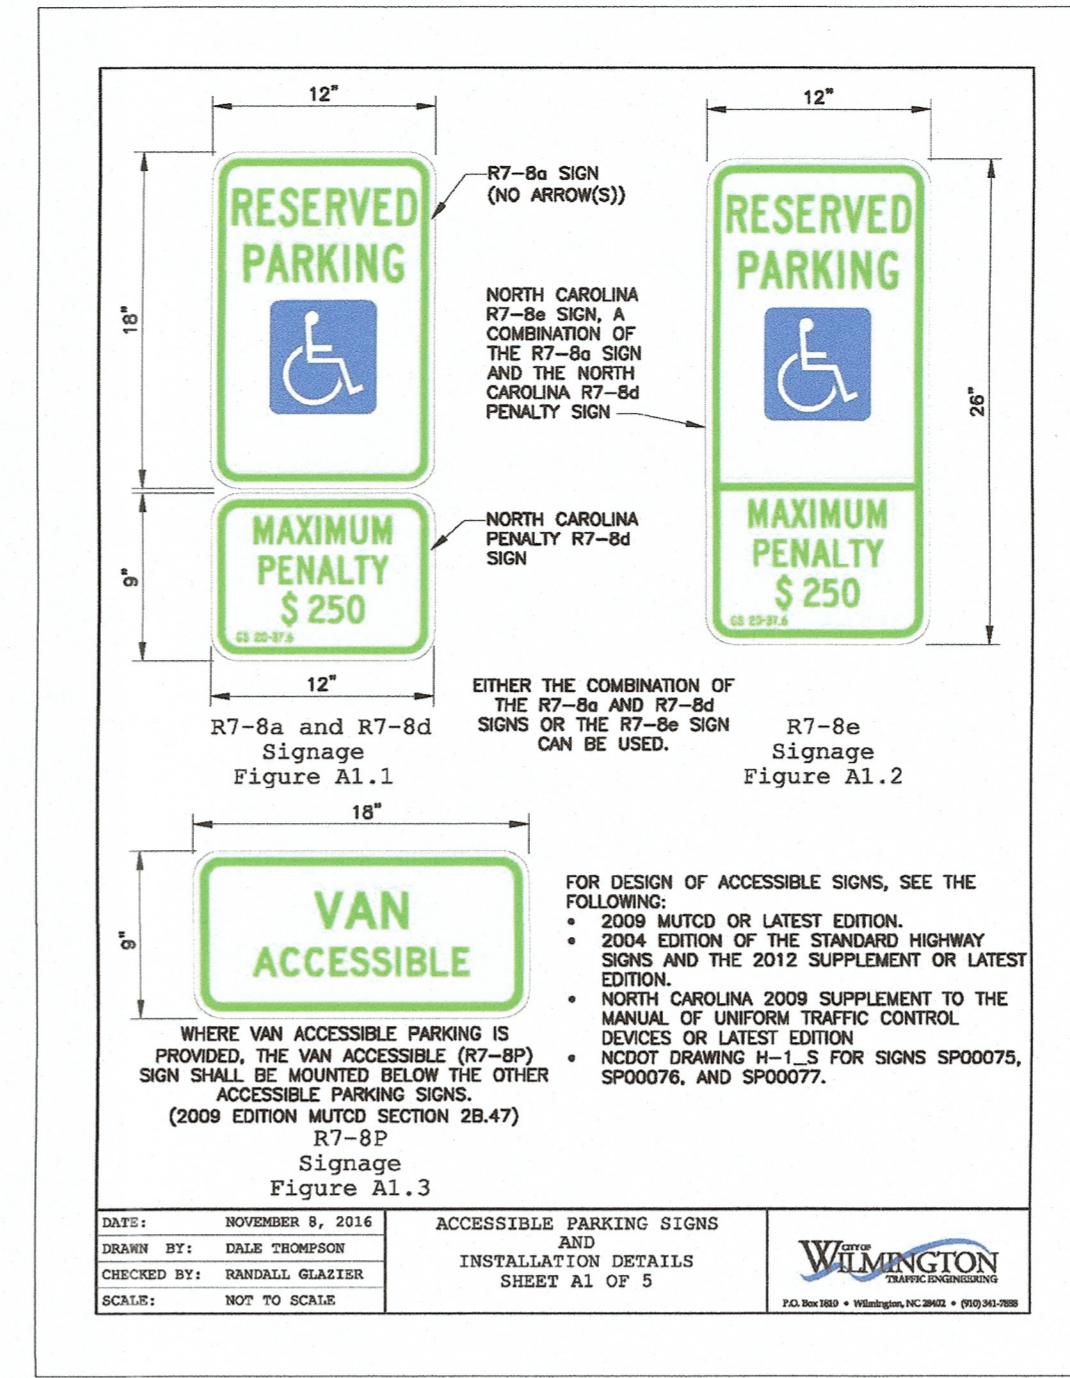 12"
12"
18"
RESERVED
PARKING
R7-8a SIGN
(NO ARROW(S))
NORTH CAROLINA
R7-8e SIGN, A
COMBINATION OF
THE R7-8a SIGN
AND THE NORTH
CAROLINA R7-8d
PENALTY SIGN
RESERVED
PARKING
26"
9"
MAXIMUM
PENALTY
$ 250
GS 20-37.6
NORTH CAROLINA
PENALTY R7-8d
SIGN
MAXIMUM
PENALTY
$ 250
GS 20-37.6
12"
R7-8a and R7-8d
Signage
Figure A1.1
EITHER THE COMBINATION OF
THE R7-8a AND R7-8d
SIGNS OR THE R7-8e SIGN
CAN BE USED.
R7-8e
Signage
Figure A1.2
18"
9"
VAN
ACCESSIBLE
WHERE VAN ACCESSIBLE PARKING IS
PROVIDED, THE VAN ACCESSIBLE (R7-8P)
SIGN SHALL BE MOUNTED BELOW THE OTHER
ACCESSIBLE PARKING SIGNS.
(2009 EDITION MUTCD SECTION 2B.47)
R7-8P
Signage
Figure A1.3
FOR DESIGN OF ACCESSIBLE SIGNS, SEE THE
FOLLOWING:
• 2009 MUTCD OR LATEST EDITION.
• 2004 EDITION OF THE STANDARD HIGHWAY
SIGNS AND THE 2012 SUPPLEMENT OR LATEST
EDITION.
• NORTH CAROLINA 2009 SUPPLEMENT TO THE
MANUAL OF UNIFORM TRAFFIC CONTROL
DEVICES OR LATEST EDITION
• NCDOT DRAWING H-1_S FOR SIGNS SP00075,
SP00076, AND SP00077.
DATE: NOVEMBER 8, 2016
DRAWN BY: DALE THOMPSON
CHECKED BY: RANDALL GLAZIER
SCALE: NOT TO SCALE
ACCESSIBLE PARKING SIGNS
AND
INSTALLATION DETAILS
SHEET A1 OF 5
CITY OF
WILMINGTON
TRAFFIC ENGINEERING
P.O. Box 1810 • Wilmington, NC 28402 • (910) 341-7888